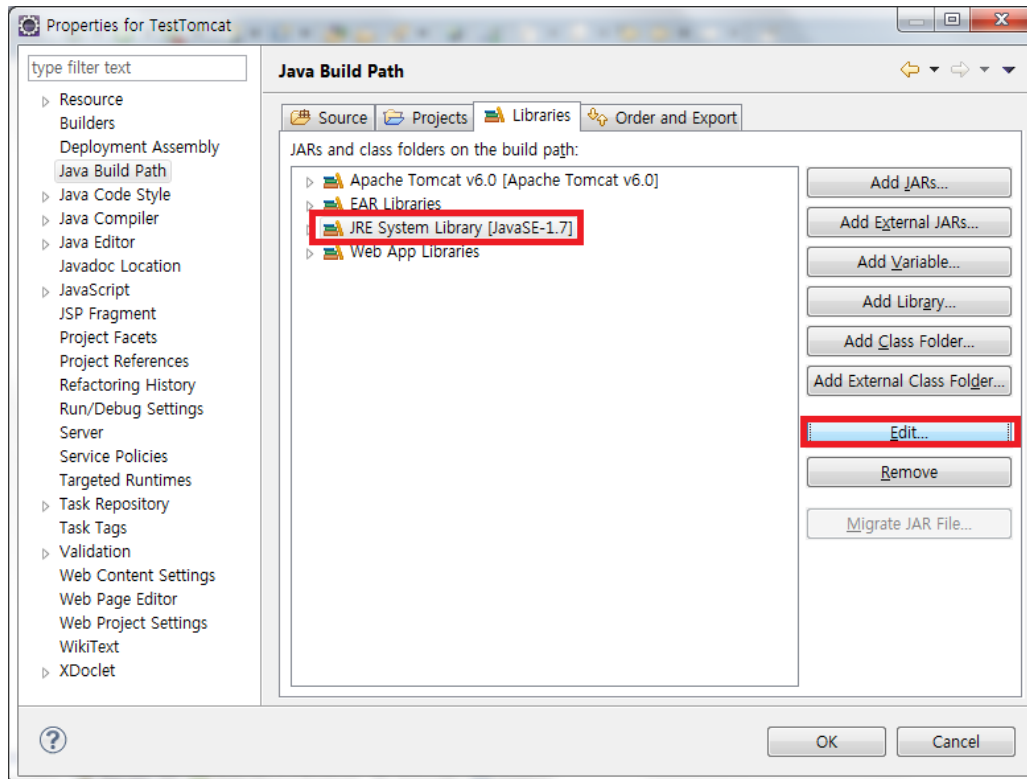 Properties for TestTomcat
type filter text
Resource
Builders
Deployment Assembly
Java Build Path
Java Code Style
Java Compiler
Java Editor
Javadoc Location
JavaScript
JSP Fragment
Project Facets
Project References
Refactoring History
Run/Debug Settings
Server
Service Policies
Targeted Runtimes
Task Repository
Task Tags
Validation
Web Content Settings
Web Page Editor
Web Project Settings
WikiText
XDoclet
Java Build Path
Source Projects Libraries Order and Export
JARs and class folders on the build path:
Apache Tomcat v6.0 [Apache Tomcat v6.0]
EAR Libraries
JRE System Library [JavaSE-1.7]
Web App Libraries
Add JARs...
Add External JARs...
Add Variable...
Add Library...
Add Class Folder...
Add External Class Folder...
Edit...
Remove
Migrate JAR File...
OK Cancel